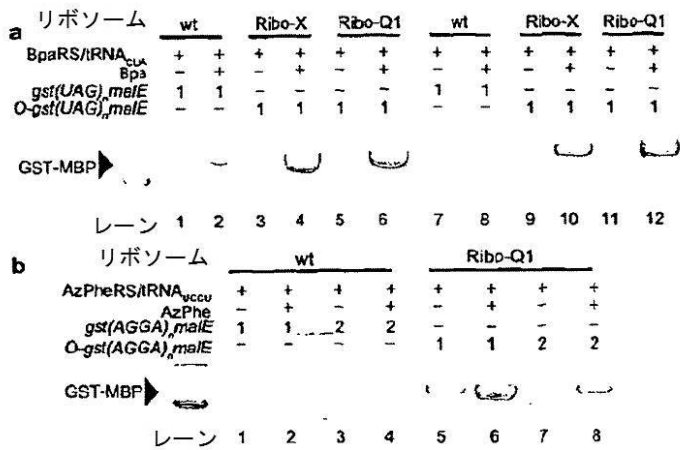 a リボソーム wt Ribo-X Ribo-Q1 wt Ribo-X Ribo-Q1
BpaRS/tRNA_CUA + + + + + + + + + + + +
Bpa – + – + – + – + – + – +
gst(UAG)ₙmalE 1 1 – – – – 1 1 – – – –
O-gst(UAG)ₙmalE – – 1 1 1 1 – – 1 1 1 1
GST-MBP
レーン 1 2 3 4 5 6 7 8 9 10 11 12
b リボソーム wt Ribo-Q1
AzPheRS/tRNA_UCCU + + + + + + + +
AzPhe – + – + – + – +
gst(AGGA)ₙmalE 1 1 2 2 – – – –
O-gst(AGGA)ₙmalE – – – – 1 1 2 2
GST-MBP
レーン 1 2 3 4 5 6 7 8